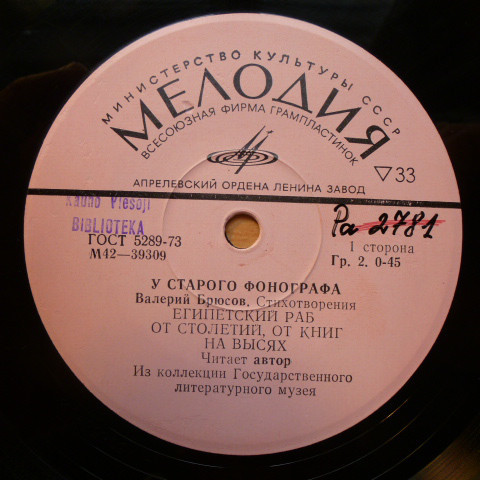 МИНИСТЕРСТВО КУЛЬТУРЫ СССР
МЕЛОДИЯ
ВСЕСОЮЗНАЯ ФИРМА ГРАМПЛАСТИНОК
▽33
АПРЕЛЕВСКИЙ ОРДЕНА ЛЕНИНА ЗАВОД
Kauno Viešoji
BIBLIOTEKA
Ра 2781
ГОСТ 5289-73
1 сторона
М42—39309
Гр. 2. 0-45
У СТАРОГО ФОНОГРАФА
Валерий Брюсов. Стихотворения
ЕГИПЕТСКИЙ РАБ
ОТ СТОЛЕТИЙ, ОТ КНИГ
НА ВЫСЯХ
Читает автор
Из коллекции Государственного
литературного музея